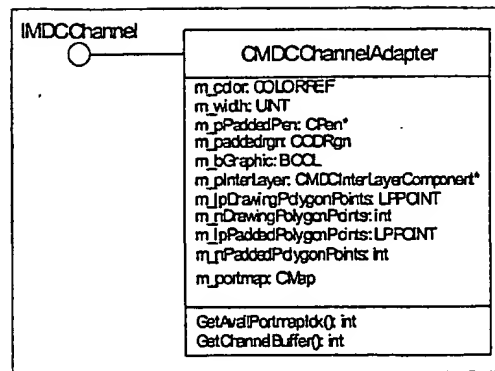 IMDCChannel
CMDCChannelAdapter
m_color: COLORREF
m_width: UINT
m_pPaddedPen: CPen*
m_paddedrgn: CODRgn
m_bGraphic: BOOL
m_pInterLayer: CMDCInterLayerComponent*
m_lpDrawingPolygonPoints: LPPOINT
m_nDrawingPolygonPoints: int
m_lpPaddedPolygonPoints: LPPOINT
m_nPaddedPolygonPoints: int
m_portmap: CMap
GetAvailPortmapIdx(): int
GetChannelBuffer(): int